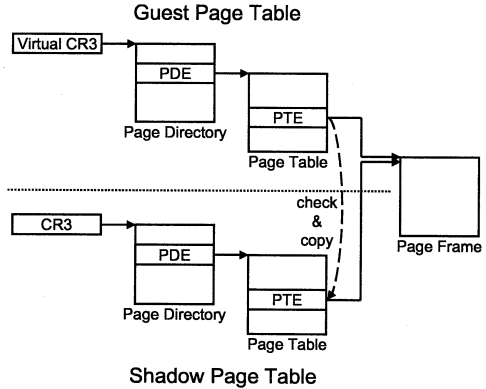 Guest Page Table
Virtual CR3
PDE
Page Directory
PTE
Page Table
check
&
copy
Page Frame
CR3
PDE
Page Directory
PTE
Page Table
Shadow Page Table